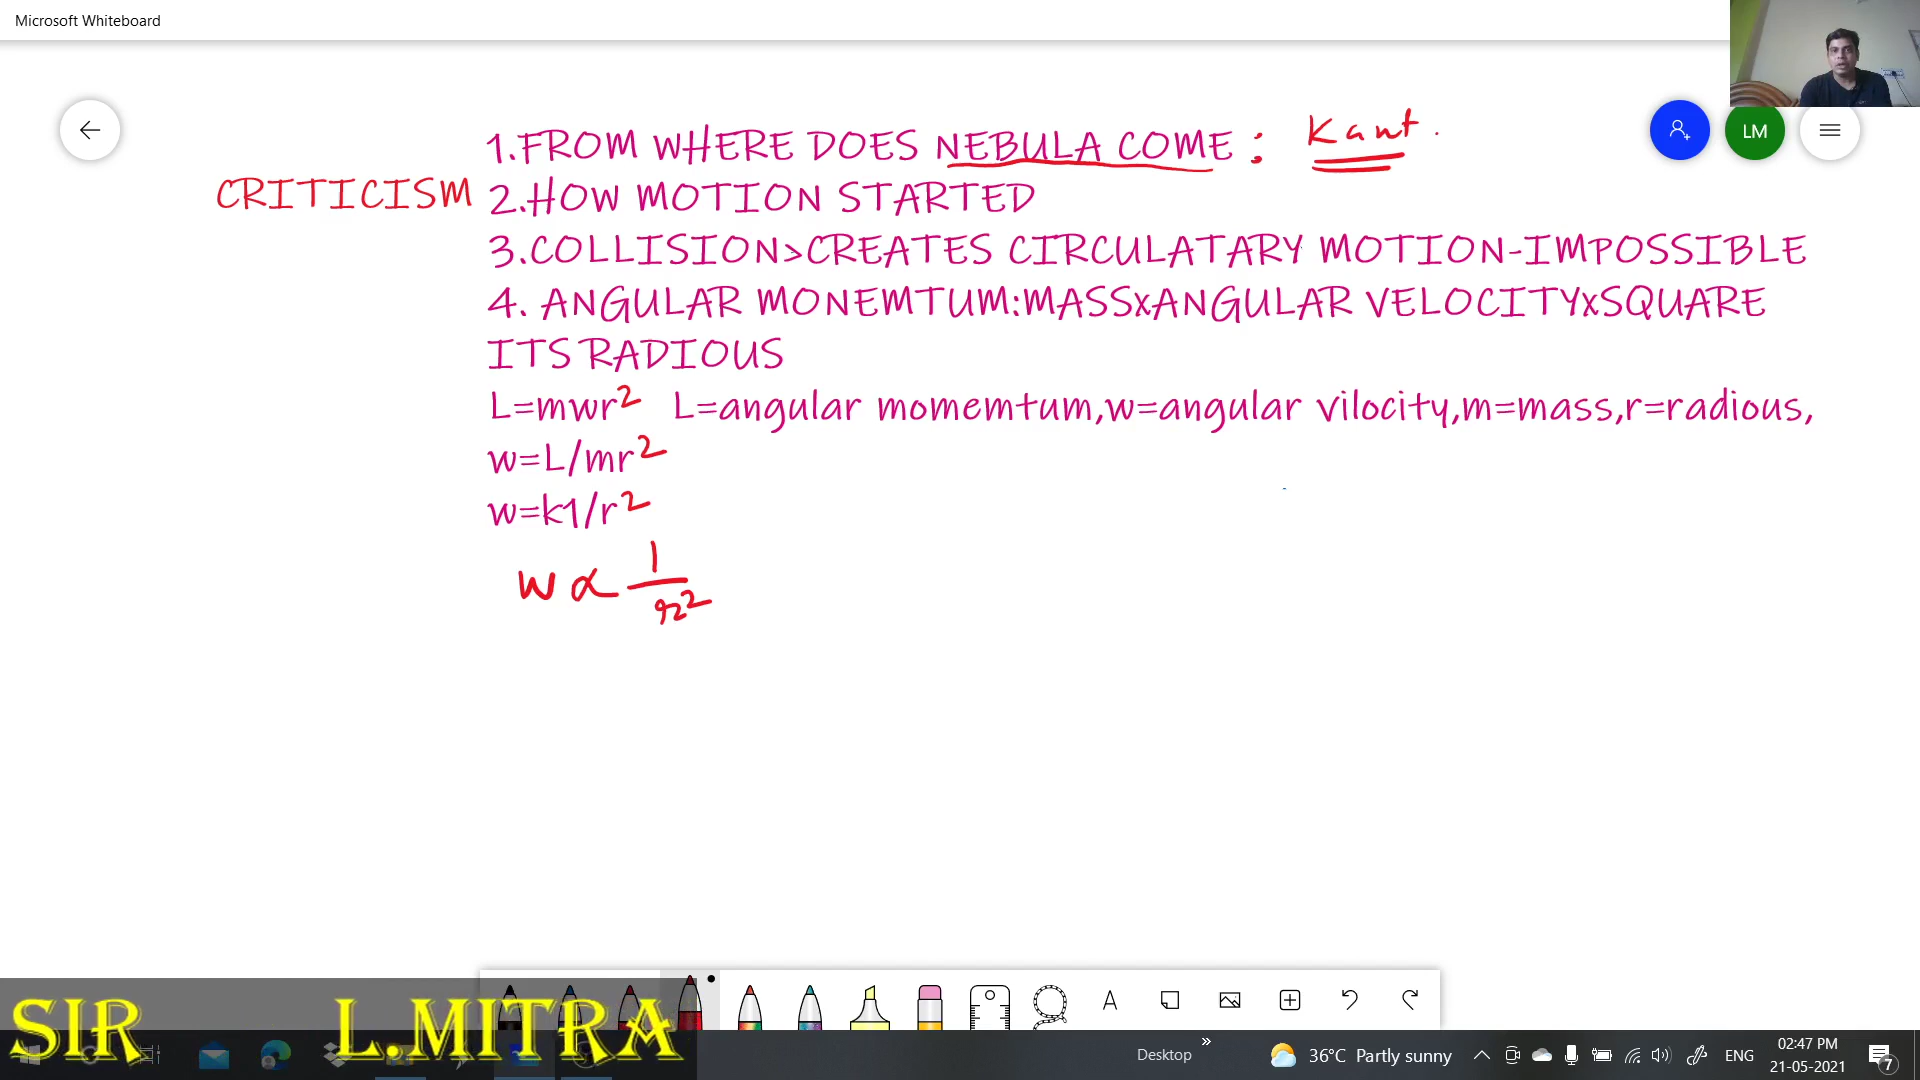 Microsoft Whiteboard
1.FROM WHERE DOES NEBULA COME : Kant.
CRITICISM
2.HOW MOTION STARTED
3.COLLISION>CREATES CIRCULATARY MOTION-IMPOSSIBLE
4. ANGULAR MONEMTUM:MASSxANGULAR VELOCITYxSQUARE
ITS RADIOUS
L=mwr² L=angular momemtum,w=angular vilocity,m=mass,r=radious,
w=L/mr²
w=k1/r²
w ∝ 1/r²
LM
SIR L.MITRA
Desktop
36°C Partly sunny
ENG
02:47 PM
21-05-2021
7